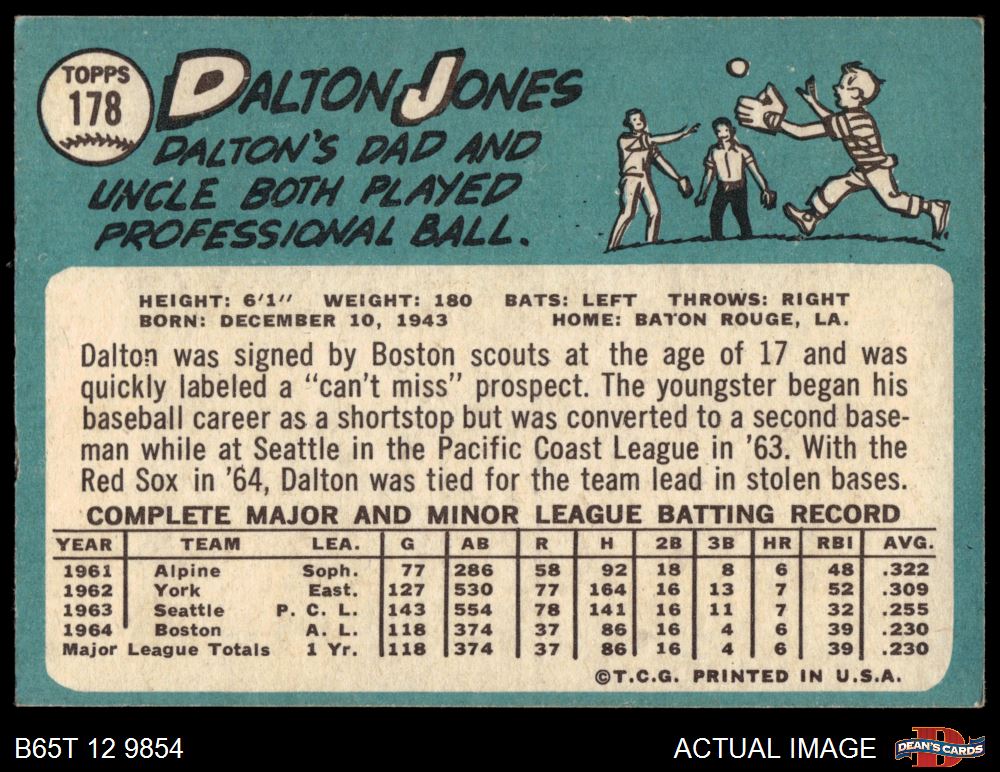 TOPPS
178
DALTON JONES
DALTON'S DAD AND
UNCLE BOTH PLAYED
PROFESSIONAL BALL.
HEIGHT: 6'1" WEIGHT: 180 BATS: LEFT THROWS: RIGHT
BORN: DECEMBER 10, 1943 HOME: BATON ROUGE, LA.
Dalton was signed by Boston scouts at the age of 17 and was
quickly labeled a "can't miss" prospect. The youngster began his
baseball career as a shortstop but was converted to a second base-
man while at Seattle in the Pacific Coast League in '63. With the
Red Sox in '64, Dalton was tied for the team lead in stolen bases.
COMPLETE MAJOR AND MINOR LEAGUE BATTING RECORD
YEAR TEAM LEA. G AB R H 2B 3B HR RBI AVG.
1961 Alpine Soph. 77 286 58 92 18 8 6 48 .322
1962 York East. 127 530 77 164 16 13 7 52 .309
1963 Seattle P. C. L. 143 554 78 141 16 11 7 32 .255
1964 Boston A. L. 118 374 37 86 16 4 6 39 .230
Major League Totals 1 Yr. 118 374 37 86 16 4 6 39 .230
©T.C.G. PRINTED IN U.S.A.
B65T 12 9854 ACTUAL IMAGE DEAN'S CARDS